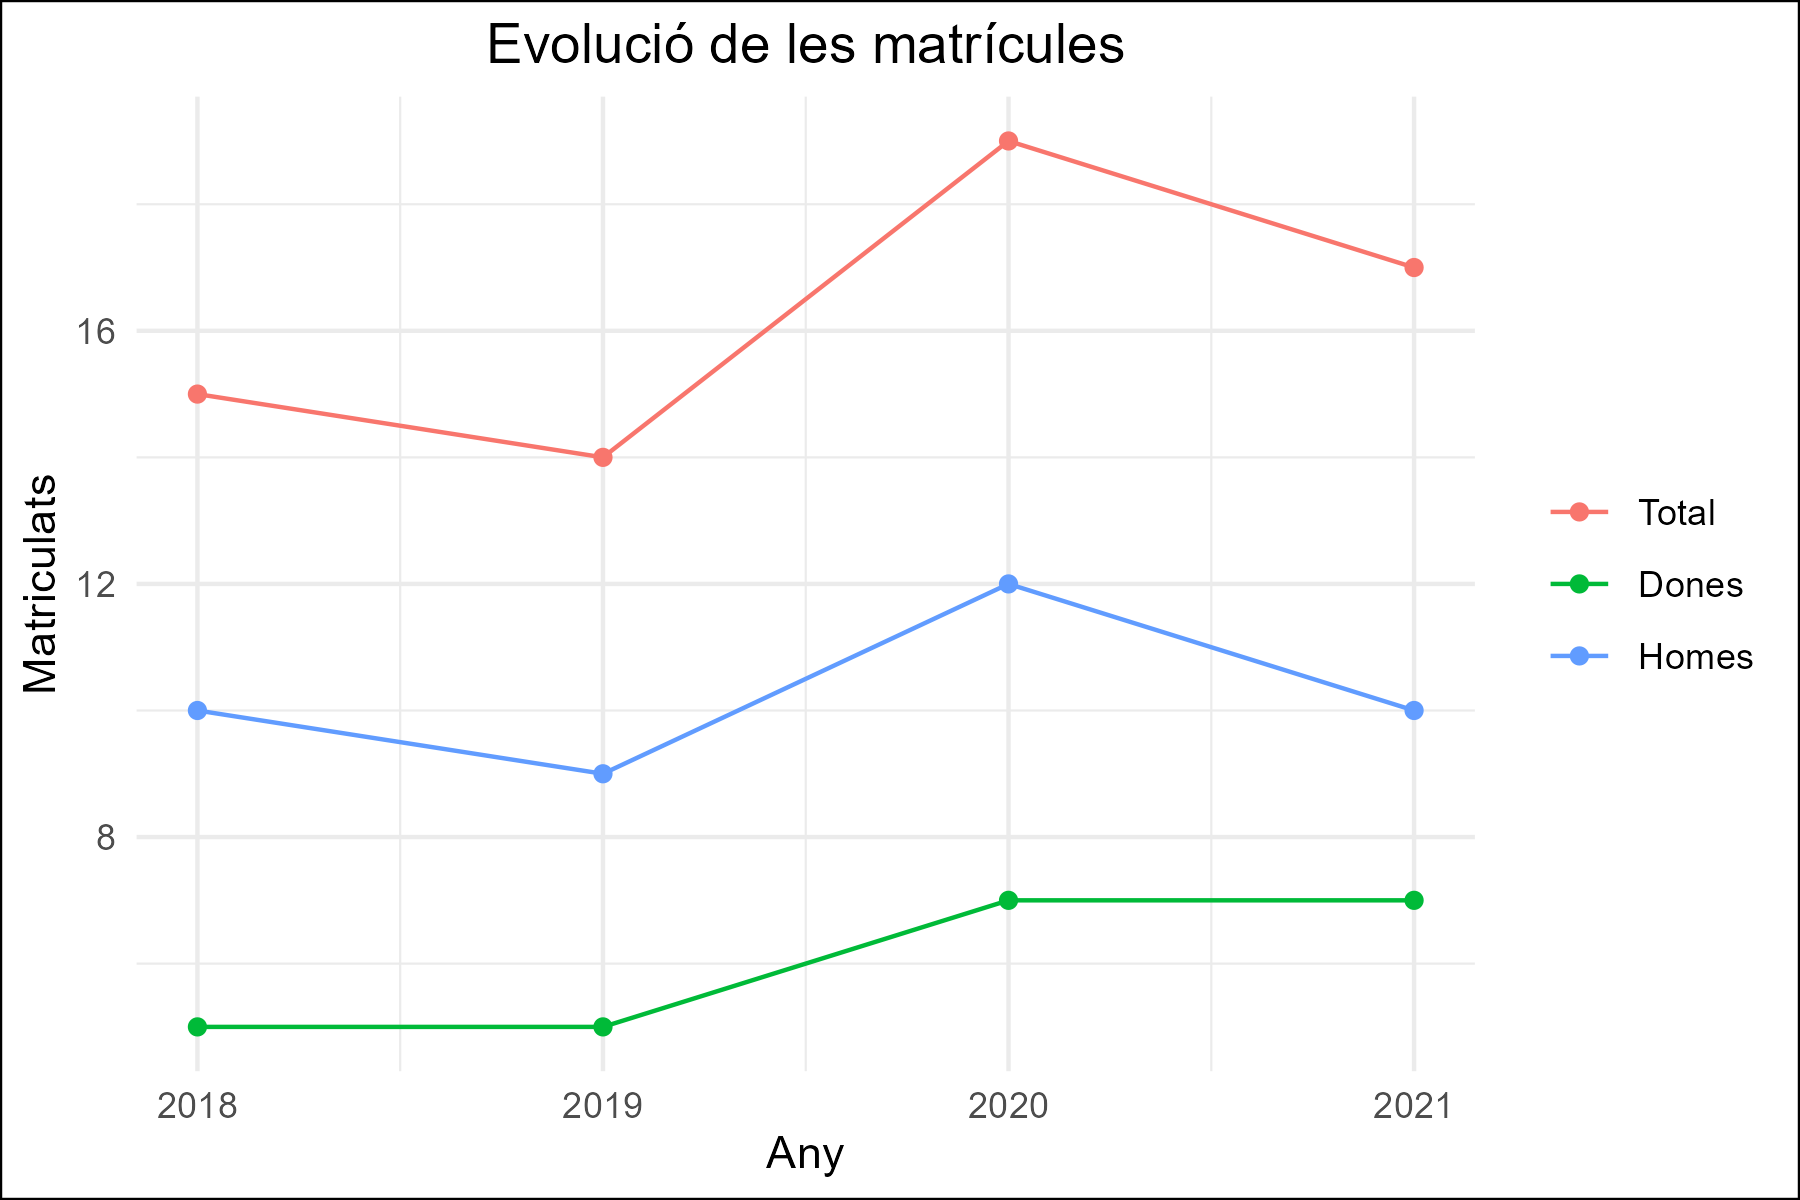 Evolució de les matrícules
Matriculats
16
12
8
2018 2019 2020 2021
Any
Total
Dones
Homes